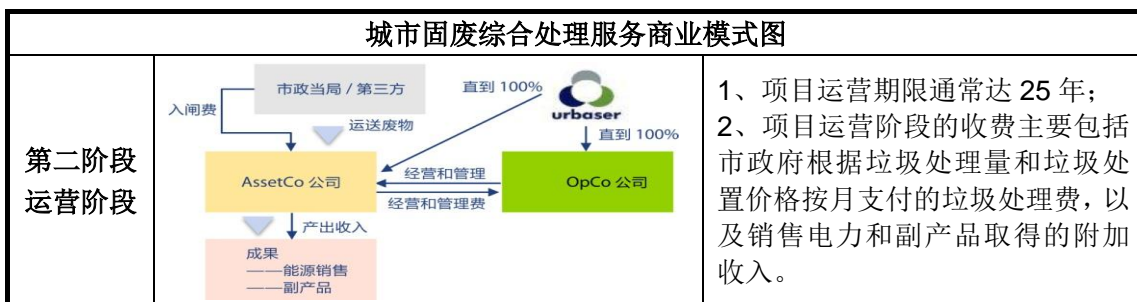 城市固废综合处理服务商业模式图
第二阶段
运营阶段
市政当局 / 第三方
直到 100%
入闸费
urbaser
运送废物
直到 100%
AssetCo 公司
经营和管理
OpCo 公司
经营和管理费
产出收入
成果
——能源销售
——副产品
1、项目运营期限通常达 25 年；
2、项目运营阶段的收费主要包括
市政府根据垃圾处理量和垃圾处
置价格按月支付的垃圾处理费，以
及销售电力和副产品取得的附加
收入。